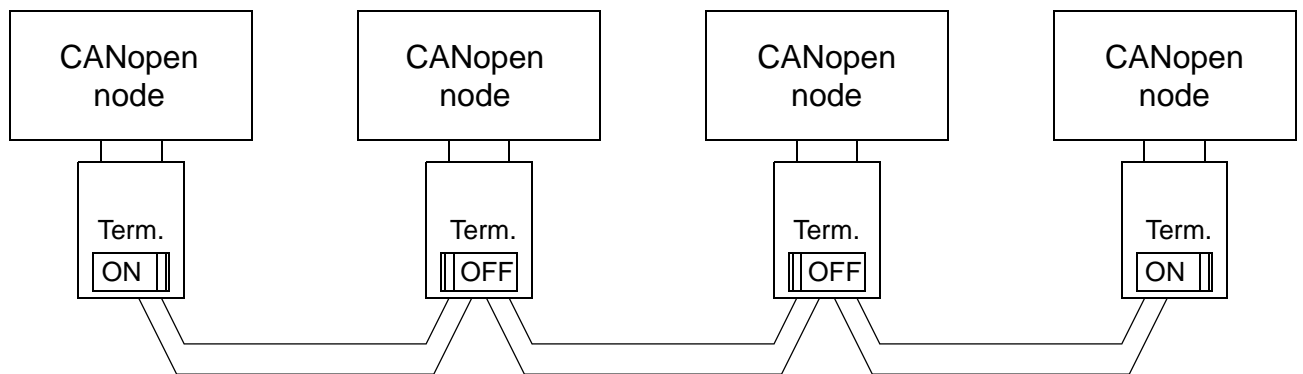 CANopen
node
CANopen
node
CANopen
node
CANopen
node
Term.
ON
Term.
OFF
Term.
OFF
Term.
ON